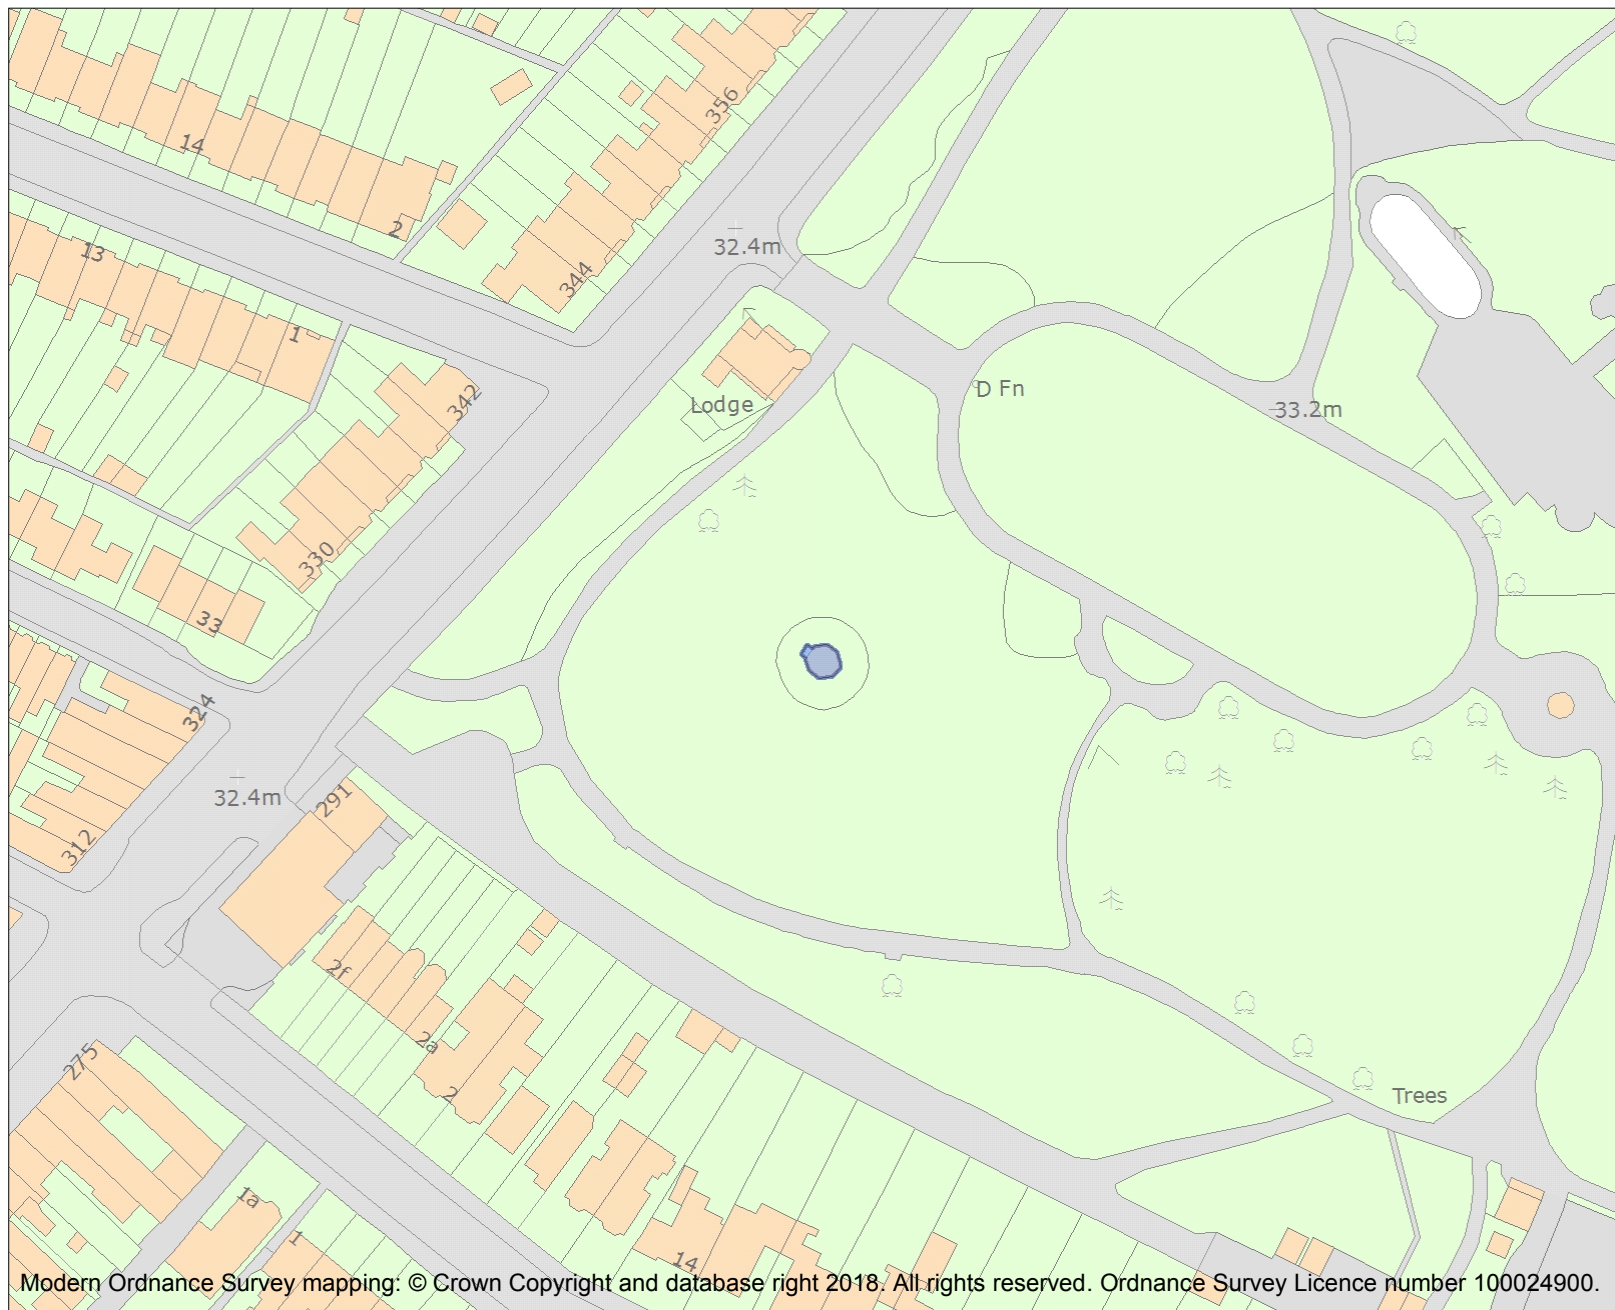 356
14
2
32.4m
13
344
1
342
Lodge
D Fn
33.2m
330
33
324
32.4m
291
312
2f
2a
275
2
Trees
1a
1
14
Modern Ordnance Survey mapping: © Crown Copyright and database right 2018. All rights reserved. Ordnance Survey Licence number 100024900.